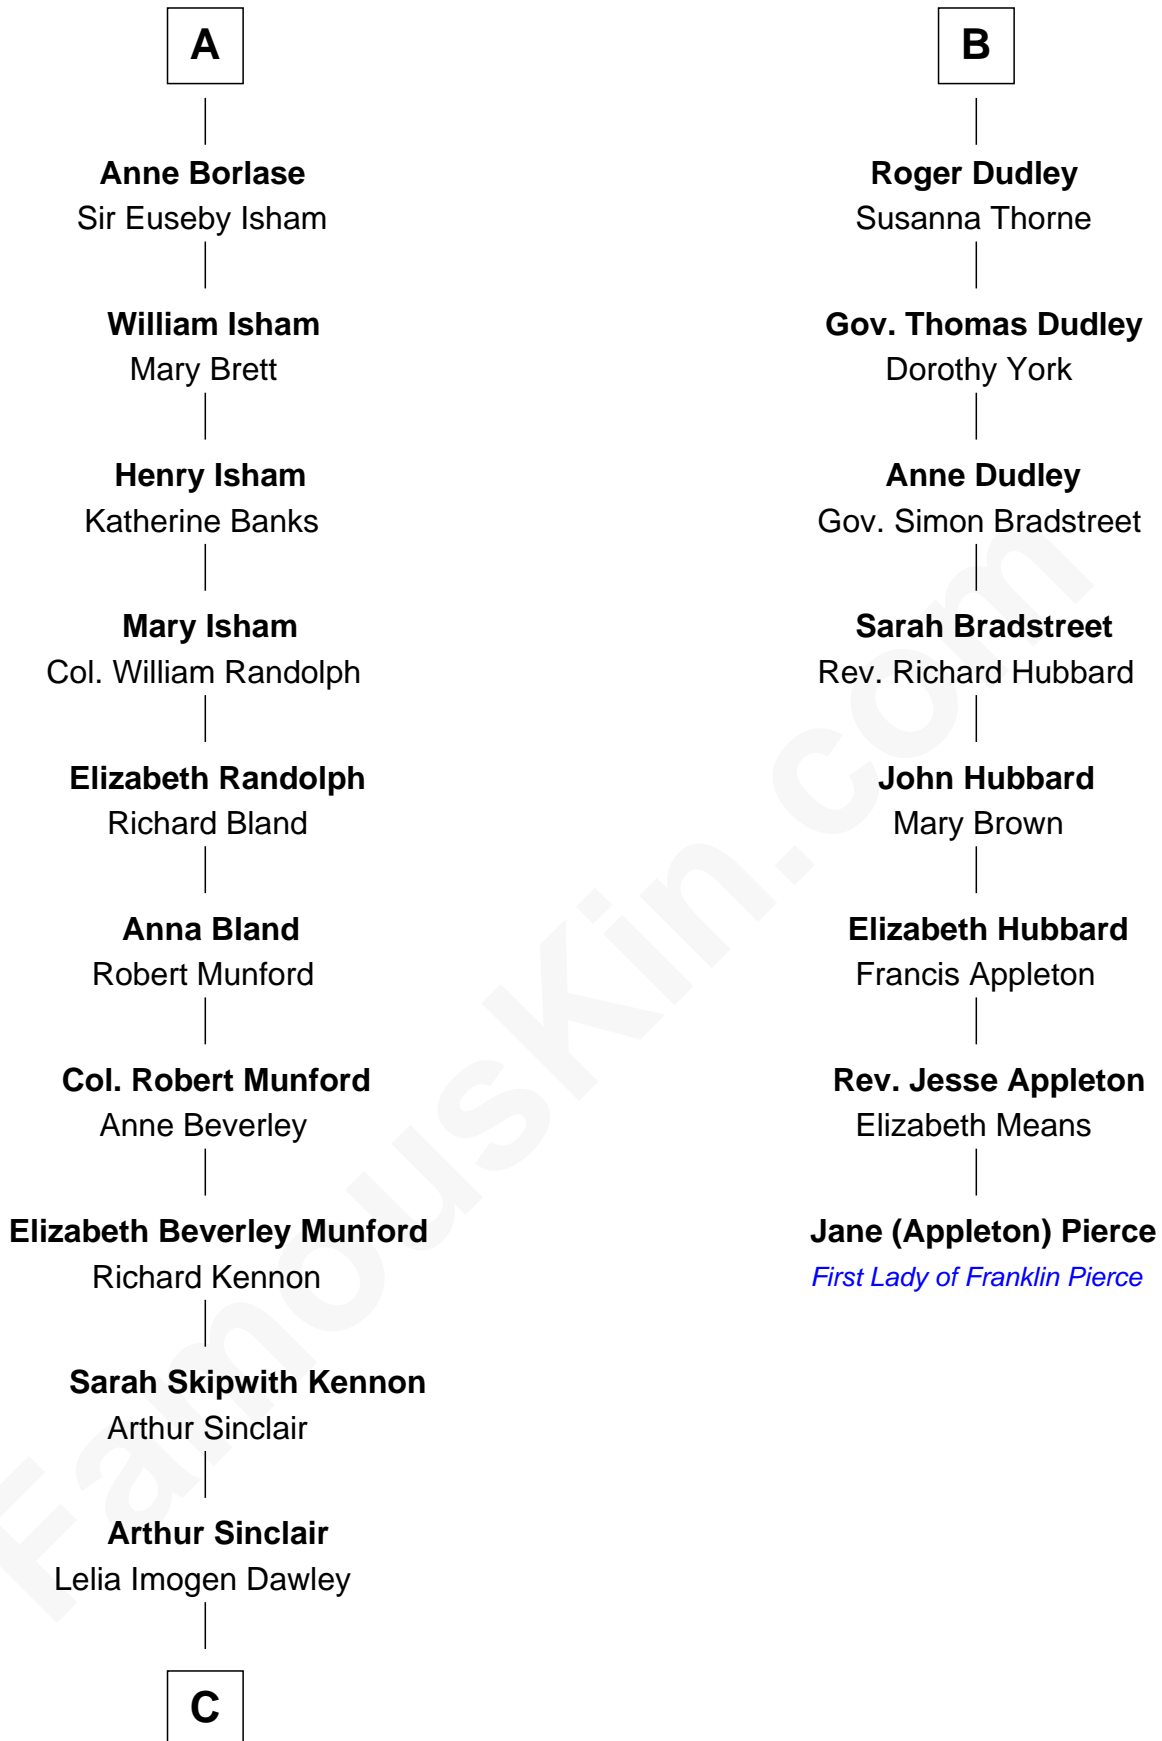 A
Anne Borlase
Sir Euseby Isham
William Isham
Mary Brett
Henry Isham
Katherine Banks
Mary Isham
Col. William Randolph
Elizabeth Randolph
Richard Bland
Anna Bland
Robert Munford
Col. Robert Munford
Anne Beverley
Elizabeth Beverley Munford
Richard Kennon
Sarah Skipwith Kennon
Arthur Sinclair
Arthur Sinclair
Lelia Imogen Dawley
C
B
Roger Dudley
Susanna Thorne
Gov. Thomas Dudley
Dorothy York
Anne Dudley
Gov. Simon Bradstreet
Sarah Bradstreet
Rev. Richard Hubbard
John Hubbard
Mary Brown
Elizabeth Hubbard
Francis Appleton
Rev. Jesse Appleton
Elizabeth Means
Jane (Appleton) Pierce
First Lady of Franklin Pierce
FamousKin.com